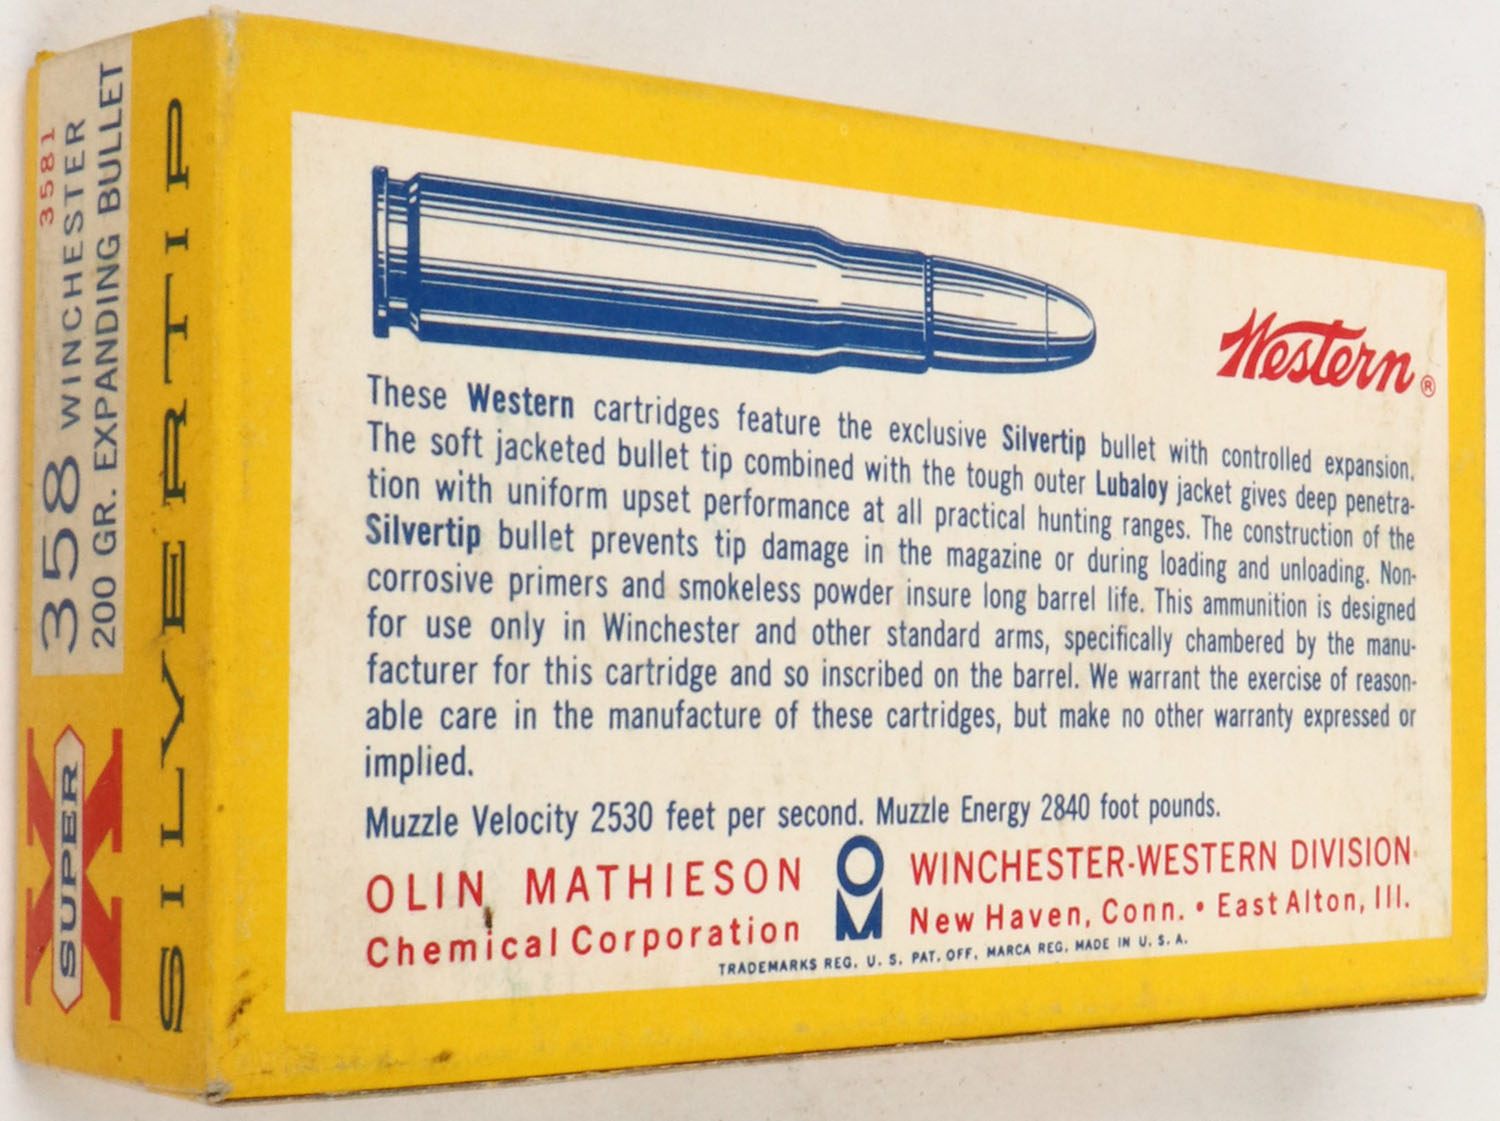 3581
358 WINCHESTER
200 GR. EXPANDING BULLET
SUPER X
SILVERTIP
Western®
These Western cartridges feature the exclusive Silvertip bullet with controlled expansion.
The soft jacketed bullet tip combined with the tough outer Lubaloy jacket gives deep penetra-
tion with uniform upset performance at all practical hunting ranges. The construction of the
Silvertip bullet prevents tip damage in the magazine or during loading and unloading. Non-
corrosive primers and smokeless powder insure long barrel life. This ammunition is designed
for use only in Winchester and other standard arms, specifically chambered by the manu-
facturer for this cartridge and so inscribed on the barrel. We warrant the exercise of reason-
able care in the manufacture of these cartridges, but make no other warranty expressed or
implied.
Muzzle Velocity 2530 feet per second. Muzzle Energy 2840 foot pounds.
OLIN MATHIESON
Chemical Corporation
OM
WINCHESTER-WESTERN DIVISION
New Haven, Conn. • East Alton, Ill.
TRADEMARKS REG. U. S. PAT. OFF. MARCA REG. MADE IN U. S. A.